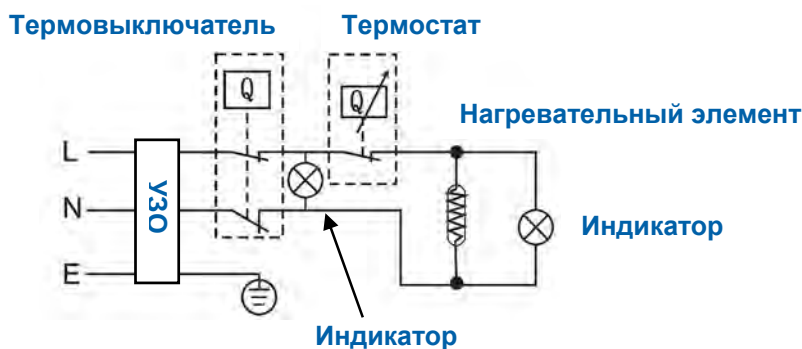 Термовыключатель
Термостат
Q
Q
Нагревательный элемент
L
УЗО
N
Индикатор
E
Индикатор